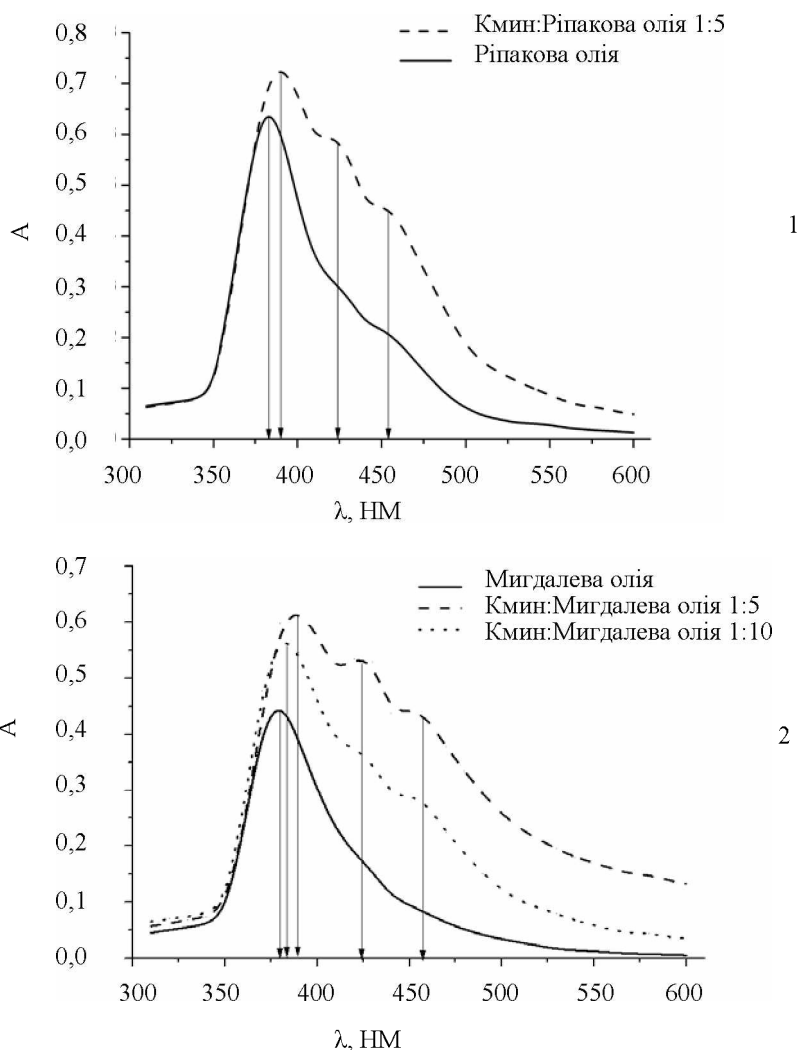 0,8
0,7
0,6
0,5
0,4
0,3
0,2
0,1
0,0
A
Кмин:Ріпакова олія 1:5
Ріпакова олія
1
300 350 400 450 500 550 600
λ, НМ
0,7
0,6
0,5
0,4
0,3
0,2
0,1
0,0
A
Мигдалева олія
Кмин:Мигдалева олія 1:5
Кмин:Мигдалева олія 1:10
2
300 350 400 450 500 550 600
λ, НМ